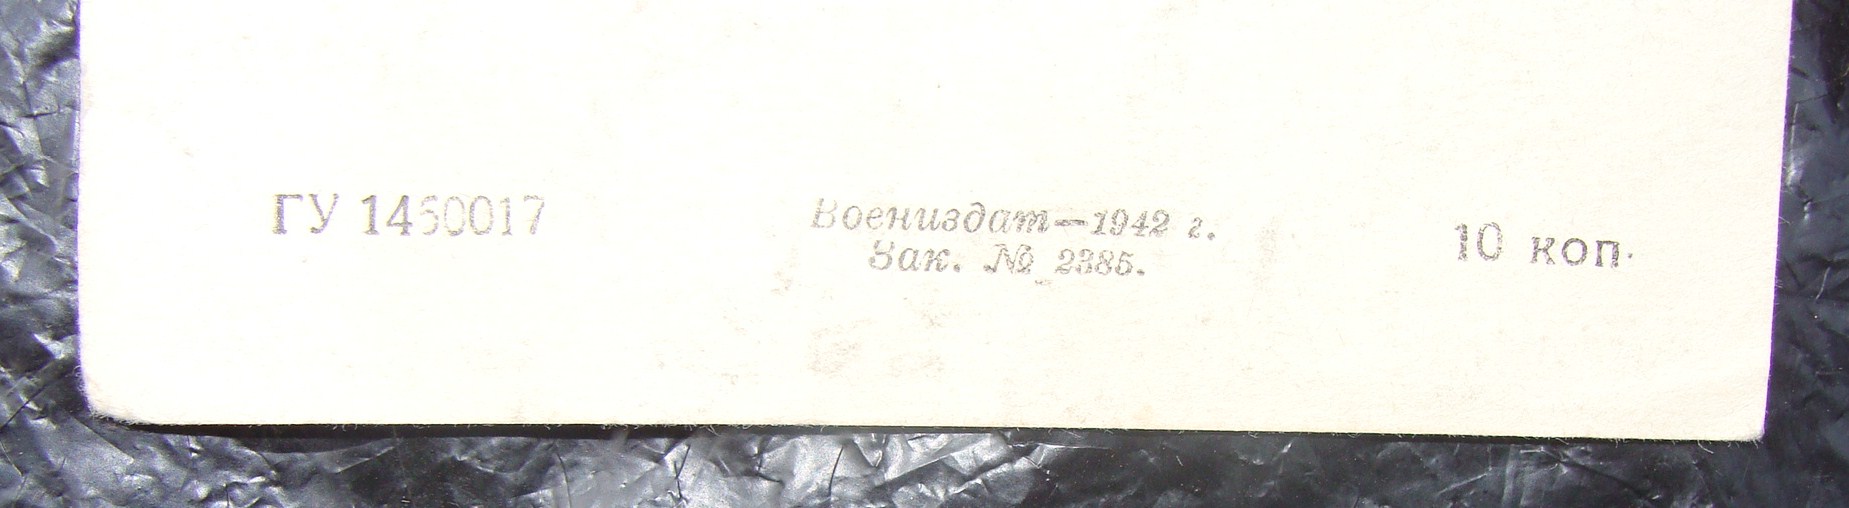 ГУ 1450017
Воениздат—1942 г.
Зак. № 2385.
10 коп.